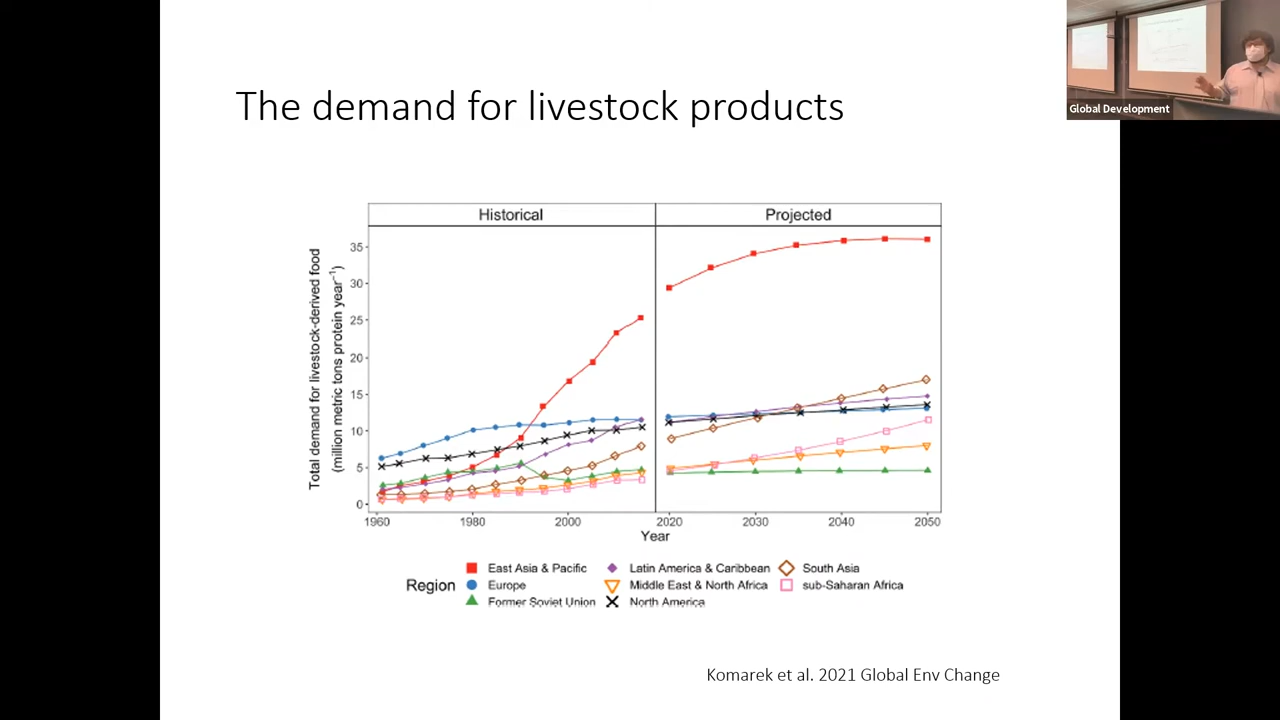 The demand for livestock products
Global Development
Historical
Projected
Total demand for livestock-derived food
(million metric tons protein year⁻¹)
35
30
25
20
15
10
5
0
1960
1980
2000
2020
2030
2040
2050
Year
Region
East Asia & Pacific
Latin America & Caribbean
South Asia
Europe
Middle East & North Africa
sub-Saharan Africa
Former Soviet Union
North America
Komarek et al. 2021 Global Env Change